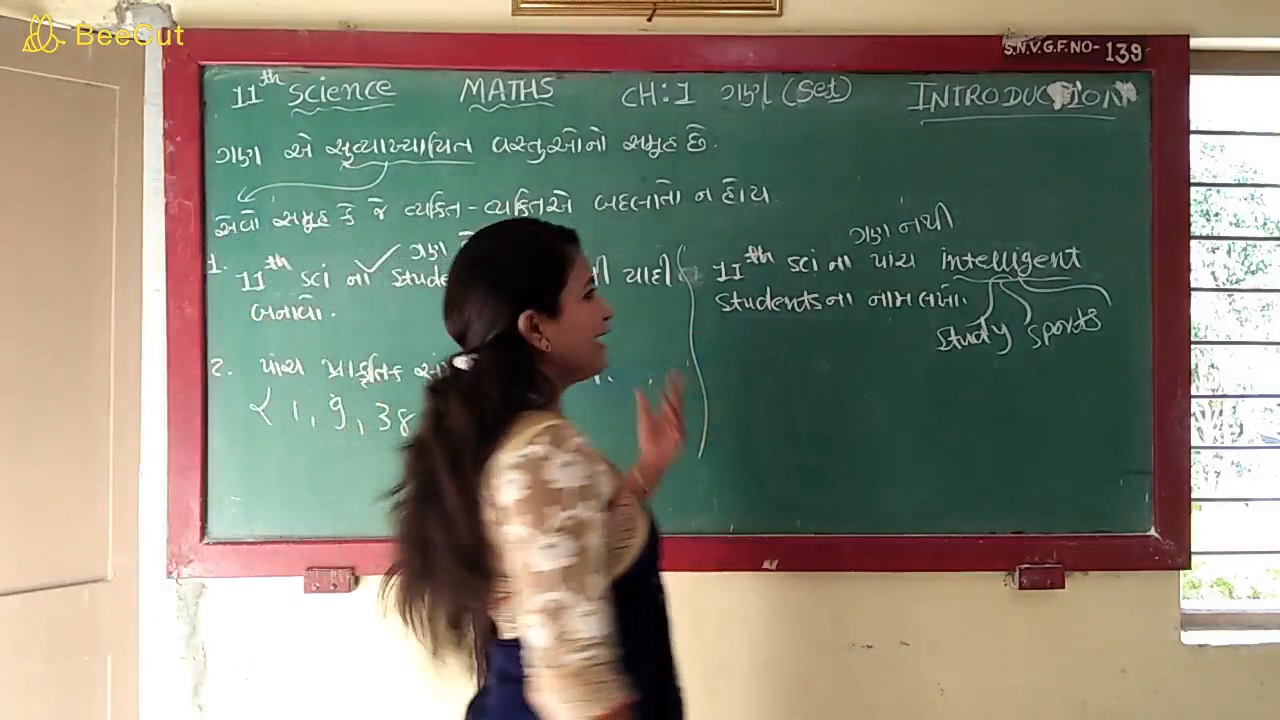 BeeCut
S.N.V.G.F.NO- 139
11th Science MATHS CH:1 ગણ (Set) INTRODUCTION
ગણ એ સુવ્યાખ્યાયિત વસ્તુઓનો સમુહ છે.
એવો સમુહ કે જે વ્યક્તિ-વ્યક્તિએ બદલાતો ન હોય
1. 11th sci ના ગણ યાદી
બનાવો.
2. પાંચ પ્રાકૃતિક
1, 9, 38
ગણ નથી
11th sci ના પાંચ intelligent
Students ના નામ લખો.
Study Sports